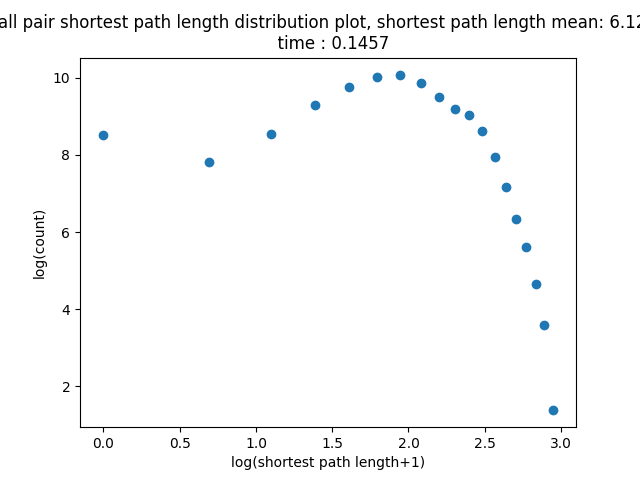 all pair shortest path length distribution plot, shortest path length mean: 6.12
time : 0.1457
10
8
6
4
2
log(count)
0.0 0.5 1.0 1.5 2.0 2.5 3.0
log(shortest path length+1)